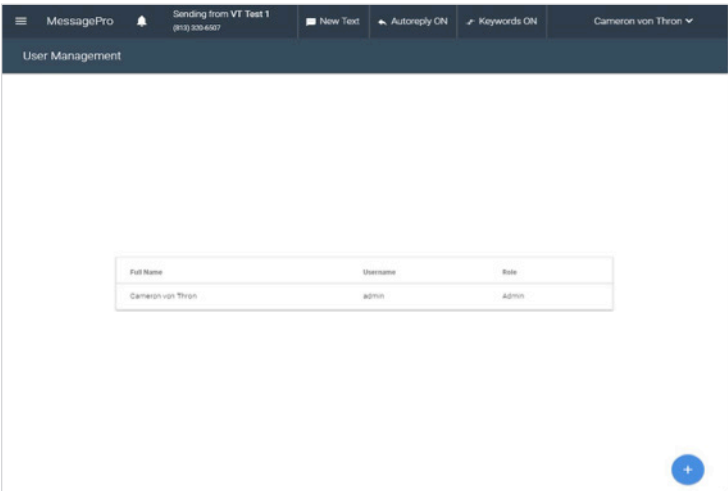 MessagePro
Sending from VT Test 1
(813) 320-6507
New Text
Autoreply ON
Keywords ON
Cameron von Thron
User Management
Full Name Username Role
Cameron von Thron admin Admin
+